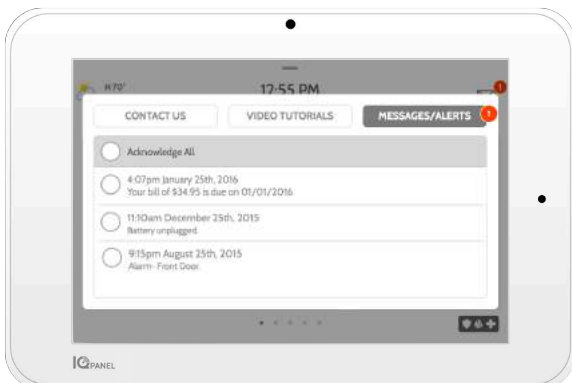 H 70°
12:55 PM
1
CONTACT US
VIDEO TUTORIALS
MESSAGES/ALERTS
1
Acknowledge All
4:07pm January 25th, 2016
Your bill of $34.95 is due on 01/01/2016
11:10am December 25th, 2015
Battery unplugged.
9:15pm August 25th, 2015
Alarm- Front Door.
IQ PANEL